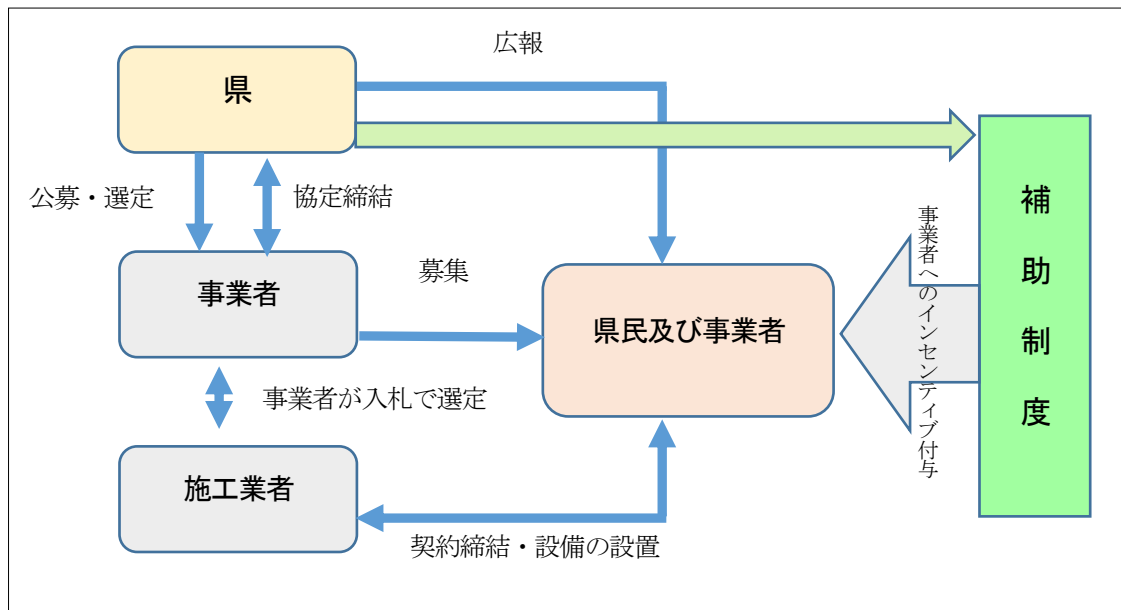 広報
県
公募・選定
協定締結
事業者
募集
県民及び事業者
事業者が入札で選定
施工業者
契約締結・設備の設置
事業者へのインセンティブ付与
補助制度